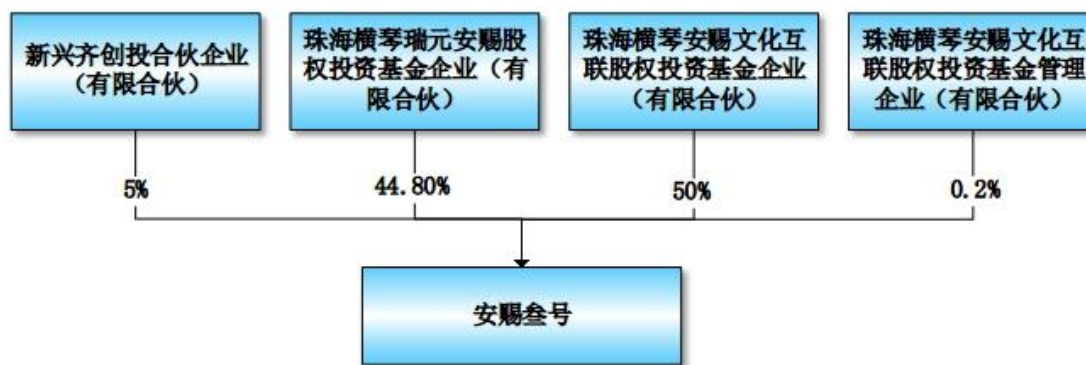 新兴齐创投合伙企业
（有限合伙）
珠海横琴瑞元安赐股
权投资基金企业（有
限合伙）
珠海横琴安赐文化互
联股权投资基金企业
（有限合伙）
珠海横琴安赐文化互
联股权投资基金管理
企业（有限合伙）
5%
44.80%
50%
0.2%
安赐叁号